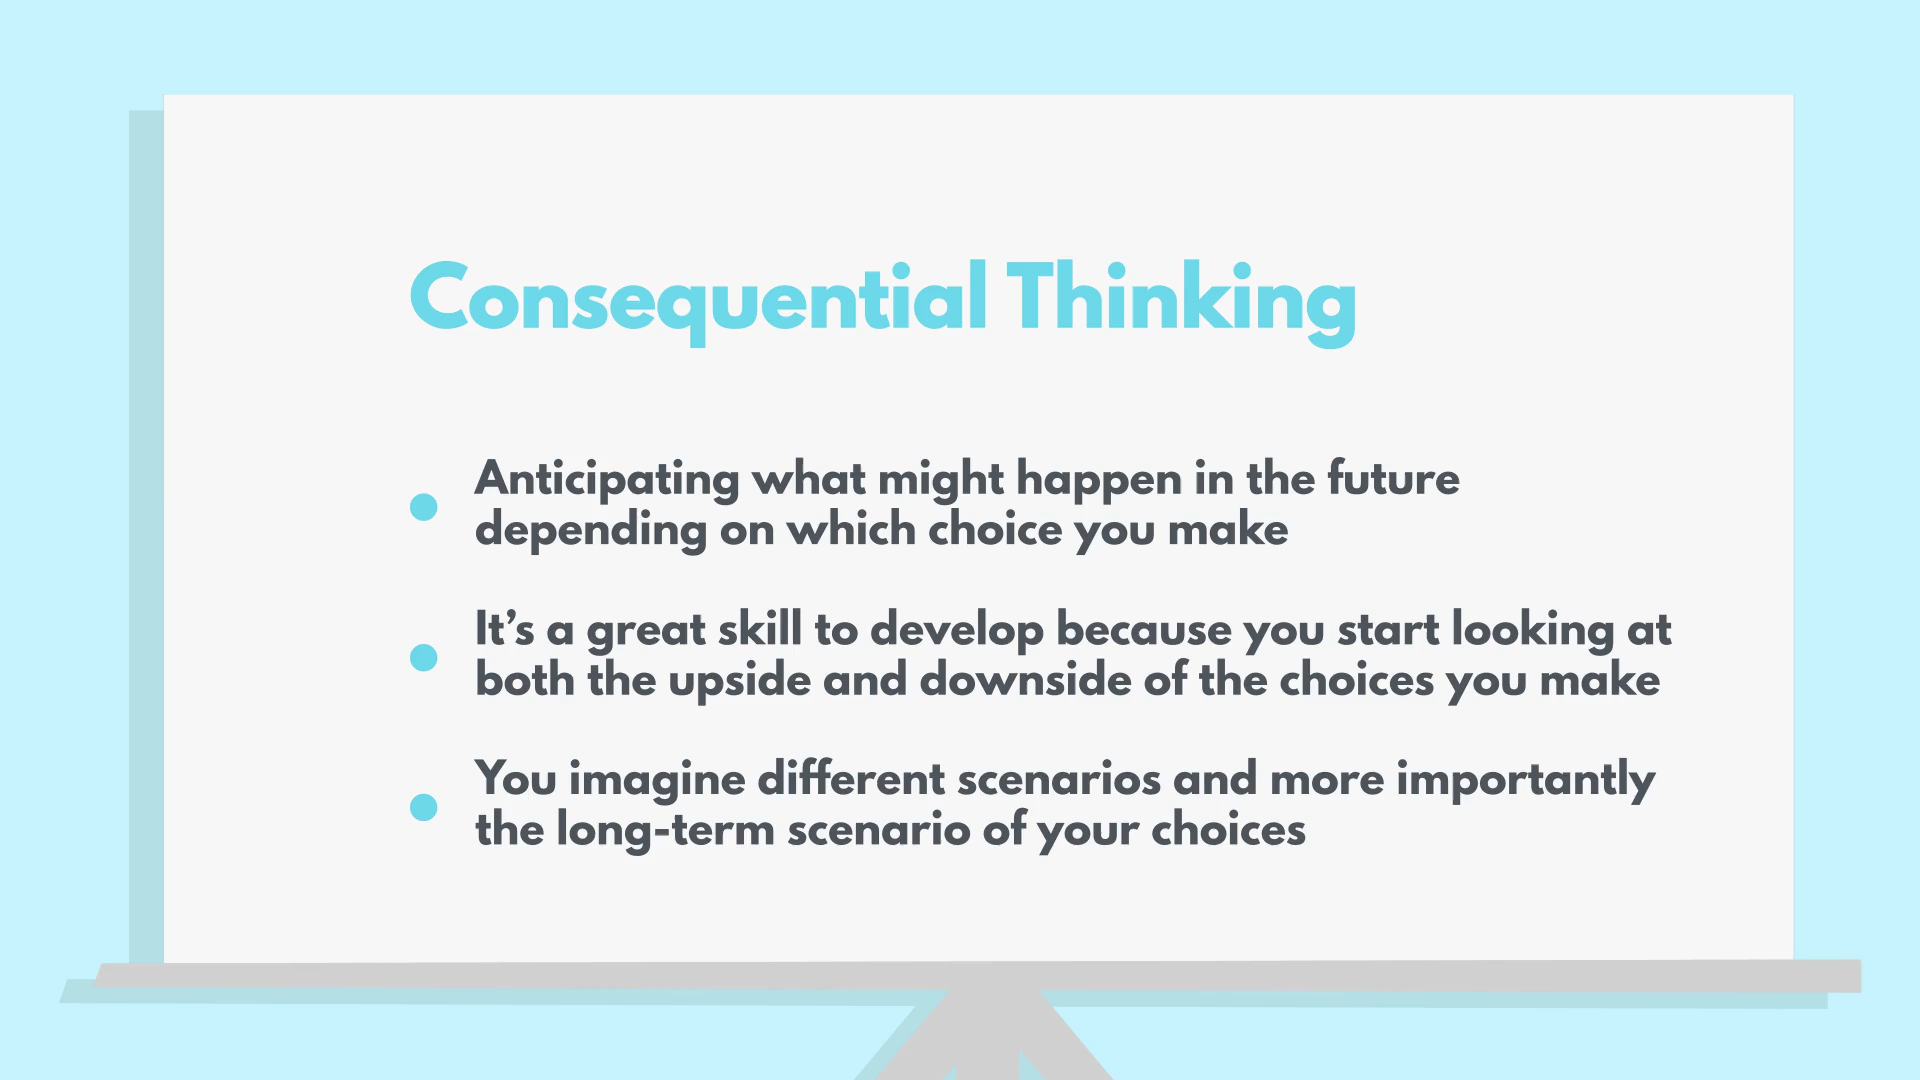 Consequential Thinking
Anticipating what might happen in the future
depending on which choice you make
It’s a great skill to develop because you start looking at
both the upside and downside of the choices you make
You imagine different scenarios and more importantly
the long-term scenario of your choices